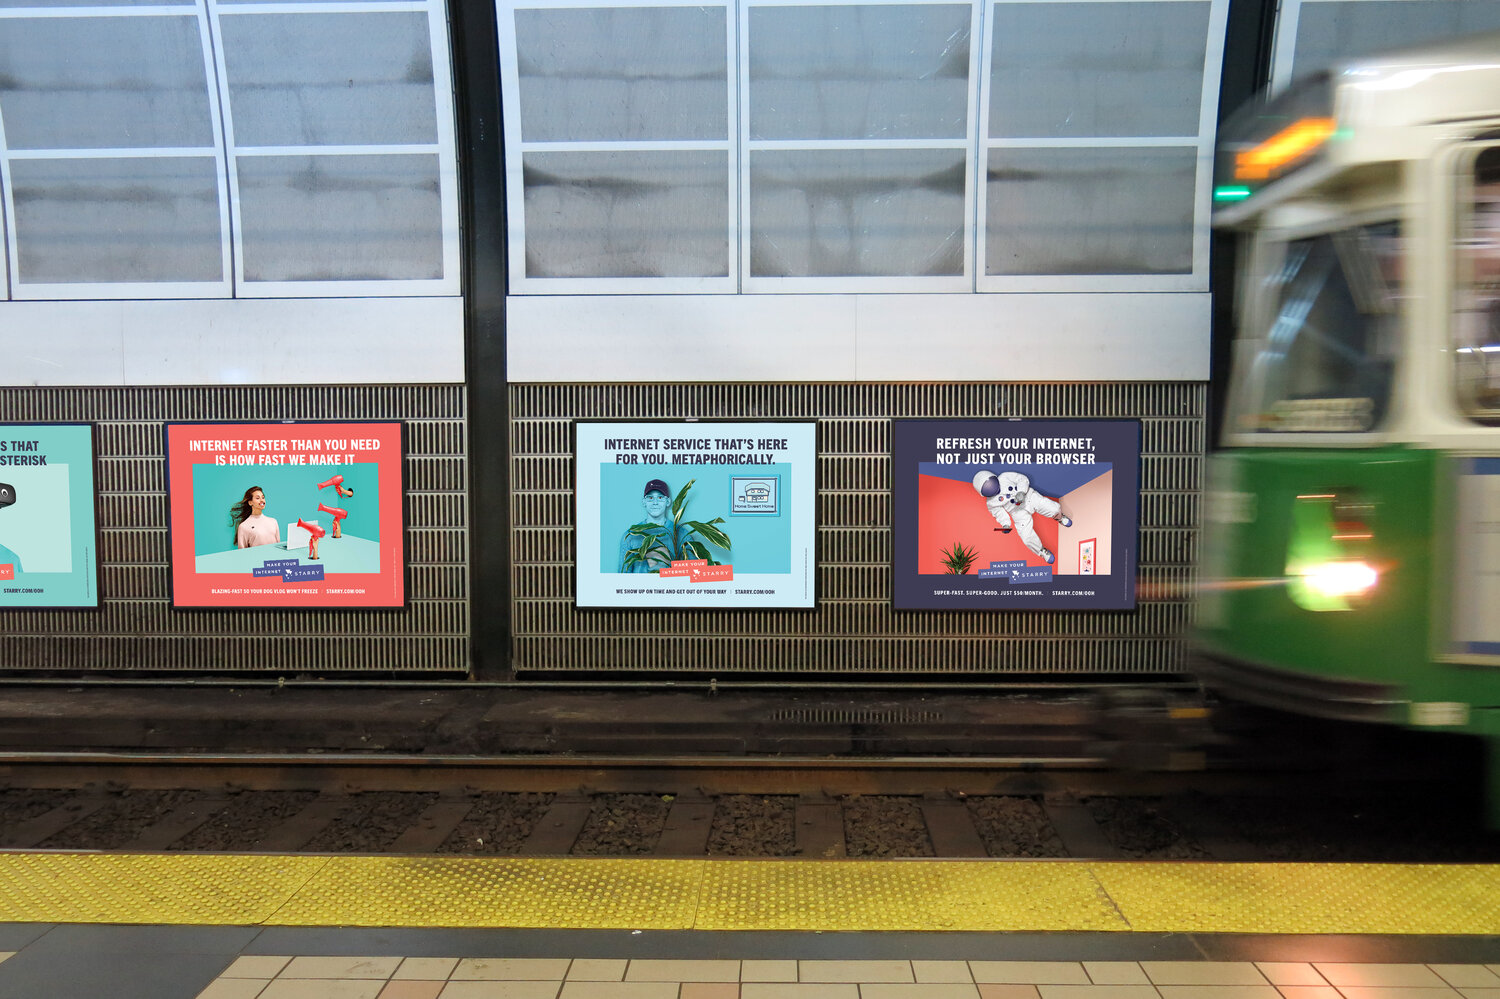 S THAT
STERISK
RY
STARRY.COM/OOH
INTERNET FASTER THAN YOU NEED
IS HOW FAST WE MAKE IT
MAKE YOUR
INTERNET STARRY
BLAZING-FAST SO YOUR DOG VLOG WON'T FREEZE | STARRY.COM/OOH
INTERNET SERVICE THAT'S HERE
FOR YOU. METAPHORICALLY.
Home Sweet Home
MAKE YOUR
INTERNET STARRY
WE SHOW UP ON TIME AND GET OUT OF YOUR WAY | STARRY.COM/OOH
REFRESH YOUR INTERNET,
NOT JUST YOUR BROWSER
MAKE YOUR
INTERNET STARRY
SUPER-FAST. SUPER-GOOD. JUST $50/MONTH. | STARRY.COM/OOH